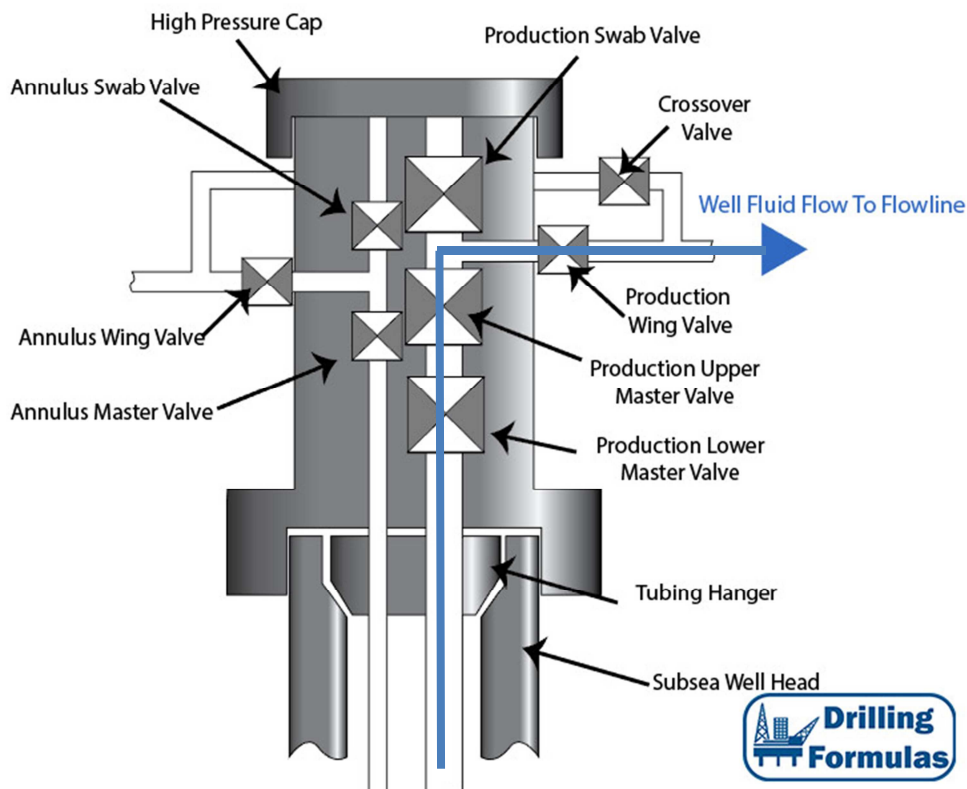 High Pressure Cap
Production Swab Valve
Annulus Swab Valve
Crossover
Valve
Well Fluid Flow To Flowline
Annulus Wing Valve
Production
Wing Valve
Annulus Master Valve
Production Upper
Master Valve
Production Lower
Master Valve
Tubing Hanger
Subsea Well Head
Drilling
Formulas